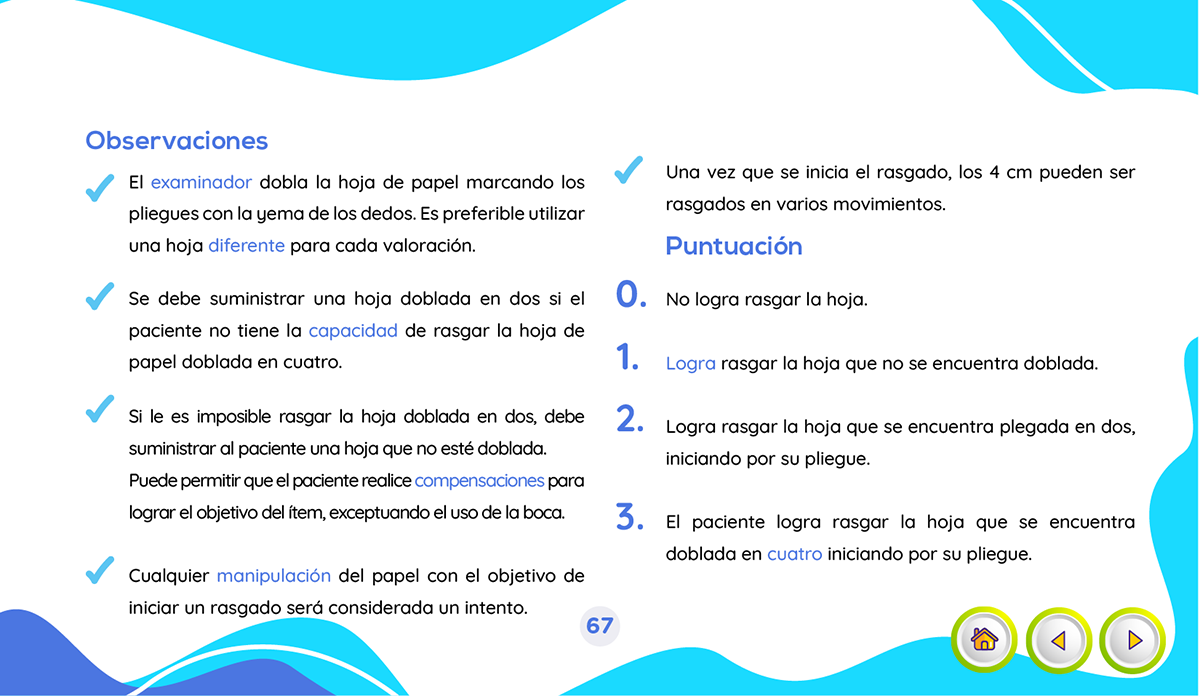 Observaciones
El examinador dobla la hoja de papel marcando los
pliegues con la yema de los dedos. Es preferible utilizar
una hoja diferente para cada valoración.
Se debe suministrar una hoja doblada en dos si el
paciente no tiene la capacidad de rasgar la hoja de
papel doblada en cuatro.
Si le es imposible rasgar la hoja doblada en dos, debe
suministrar al paciente una hoja que no esté doblada.
Puede permitir que el paciente realice compensaciones para
lograr el objetivo del ítem, exceptuando el uso de la boca.
Cualquier manipulación del papel con el objetivo de
iniciar un rasgado será considerada un intento.
Una vez que se inicia el rasgado, los 4 cm pueden ser
rasgados en varios movimientos.
Puntuación
0. No logra rasgar la hoja.
1. Logra rasgar la hoja que no se encuentra doblada.
2. Logra rasgar la hoja que se encuentra plegada en dos,
iniciando por su pliegue.
3. El paciente logra rasgar la hoja que se encuentra
doblada en cuatro iniciando por su pliegue.
67